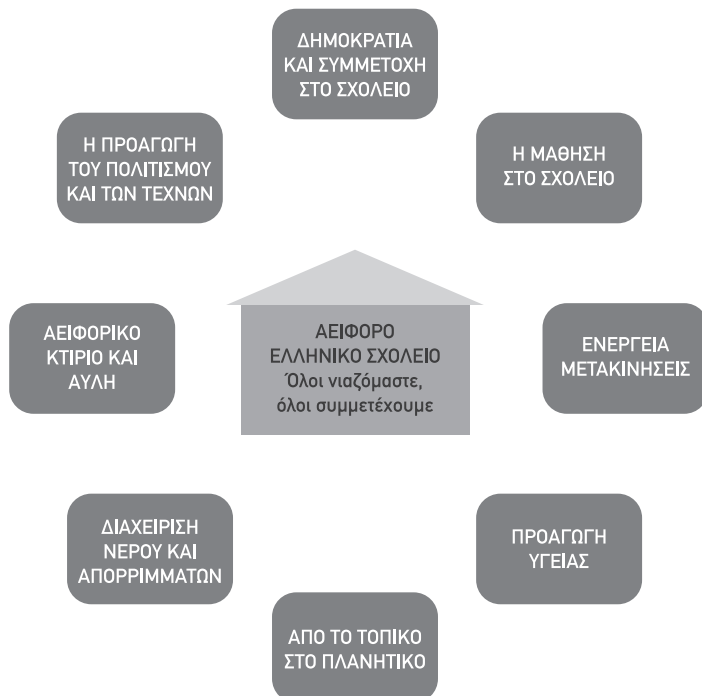 ΔΗΜΟΚΡΑΤΙΑ
ΚΑΙ ΣΥΜΜΕΤΟΧΗ
ΣΤΟ ΣΧΟΛΕΙΟ
Η ΠΡΟΑΓΩΓΗ
ΤΟΥ ΠΟΛΙΤΙΣΜΟΥ
ΚΑΙ ΤΩΝ ΤΕΧΝΩΝ
Η ΜΑΘΗΣΗ
ΣΤΟ ΣΧΟΛΕΙΟ
ΑΕΙΦΟΡΙΚΟ
ΚΤΙΡΙΟ ΚΑΙ
ΑΥΛΗ
ΑΕΙΦΟΡΟ
ΕΛΛΗΝΙΚΟ ΣΧΟΛΕΙΟ
Όλοι νιαζόμαστε,
όλοι συμμετέχουμε
ΕΝΕΡΓΕΙΑ
ΜΕΤΑΚΙΝΗΣΕΙΣ
ΔΙΑΧΕΙΡΙΣΗ
ΝΕΡΟΥ ΚΑΙ
ΑΠΟΡΡΙΜΜΑΤΩΝ
ΠΡΟΑΓΩΓΗ
ΥΓΕΙΑΣ
ΑΠΟ ΤΟ ΤΟΠΙΚΟ
ΣΤΟ ΠΛΑΝΗΤΙΚΟ